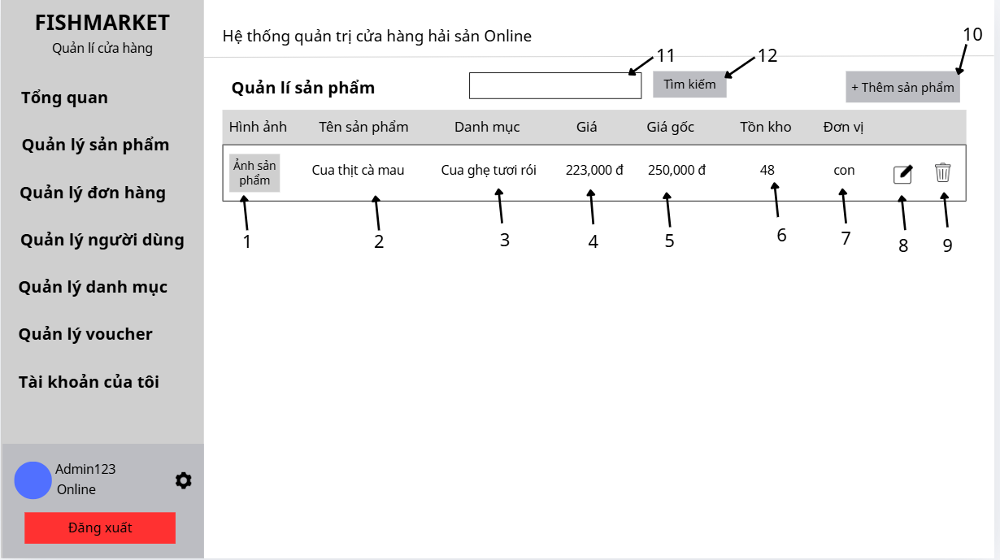 FISHMARKET
Quản lí cửa hàng
Tổng quan
Quản lý sản phẩm
Quản lý đơn hàng
Quản lý người dùng
Quản lý danh mục
Quản lý voucher
Tài khoản của tôi
Admin123
Online
Đăng xuất
Hệ thống quản trị cửa hàng hải sản Online
10
11
12
Quản lí sản phẩm
Tìm kiếm
+ Thêm sản phẩm
Hình ảnh Tên sản phẩm Danh mục Giá Giá gốc Tồn kho Đơn vị
Ảnh sản
phẩm
Cua thịt cà mau Cua ghẹ tươi rói 223,000 đ 250,000 đ 48 con
1 2 3 4 5 6 7 8 9